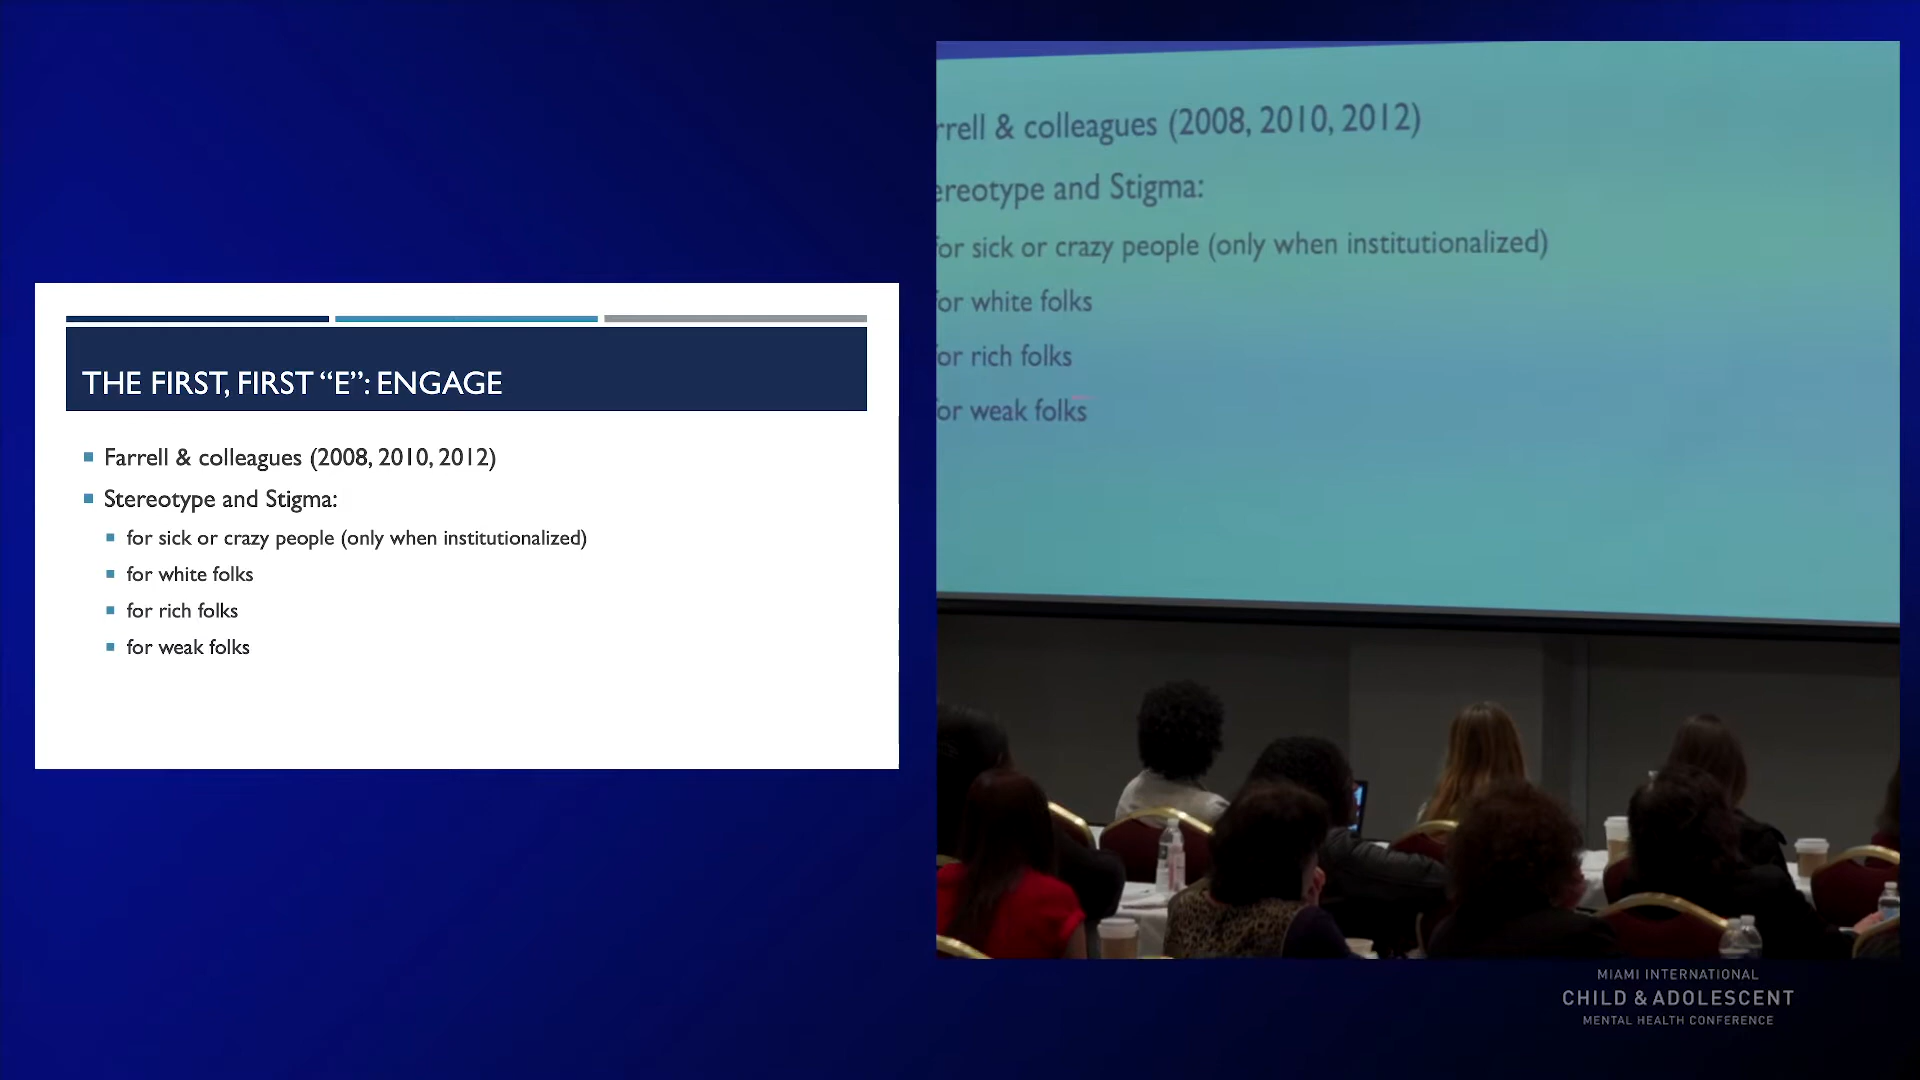 THE FIRST, FIRST “E”: ENGAGE
Farrell & colleagues (2008, 2010, 2012)
Stereotype and Stigma:
for sick or crazy people (only when institutionalized)
for white folks
for rich folks
for weak folks
rrell & colleagues (2008, 2010, 2012)
ereotype and Stigma:
for sick or crazy people (only when institutionalized)
for white folks
for rich folks
for weak folks
MIAMI INTERNATIONAL
CHILD & ADOLESCENT
MENTAL HEALTH CONFERENCE